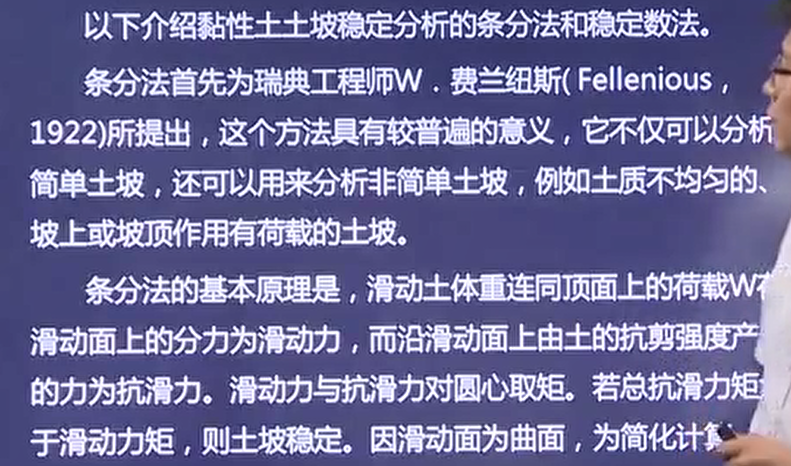 以下介绍黏性土土坡稳定分析的条分法和稳定数法。
条分法首先为瑞典工程师W．费兰纽斯( Fellenious，
1922)所提出，这个方法具有较普遍的意义，它不仅可以分析
简单土坡，还可以用来分析非简单土坡，例如土质不均匀的、
坡上或坡顶作用有荷载的土坡。
条分法的基本原理是，滑动土体重连同顶面上的荷载W在
滑动面上的分力为滑动力，而沿滑动面上由土的抗剪强度产
的力为抗滑力。滑动力与抗滑力对圆心取矩。若总抗滑力矩
于滑动力矩，则土坡稳定。因滑动面为曲面，为简化计算